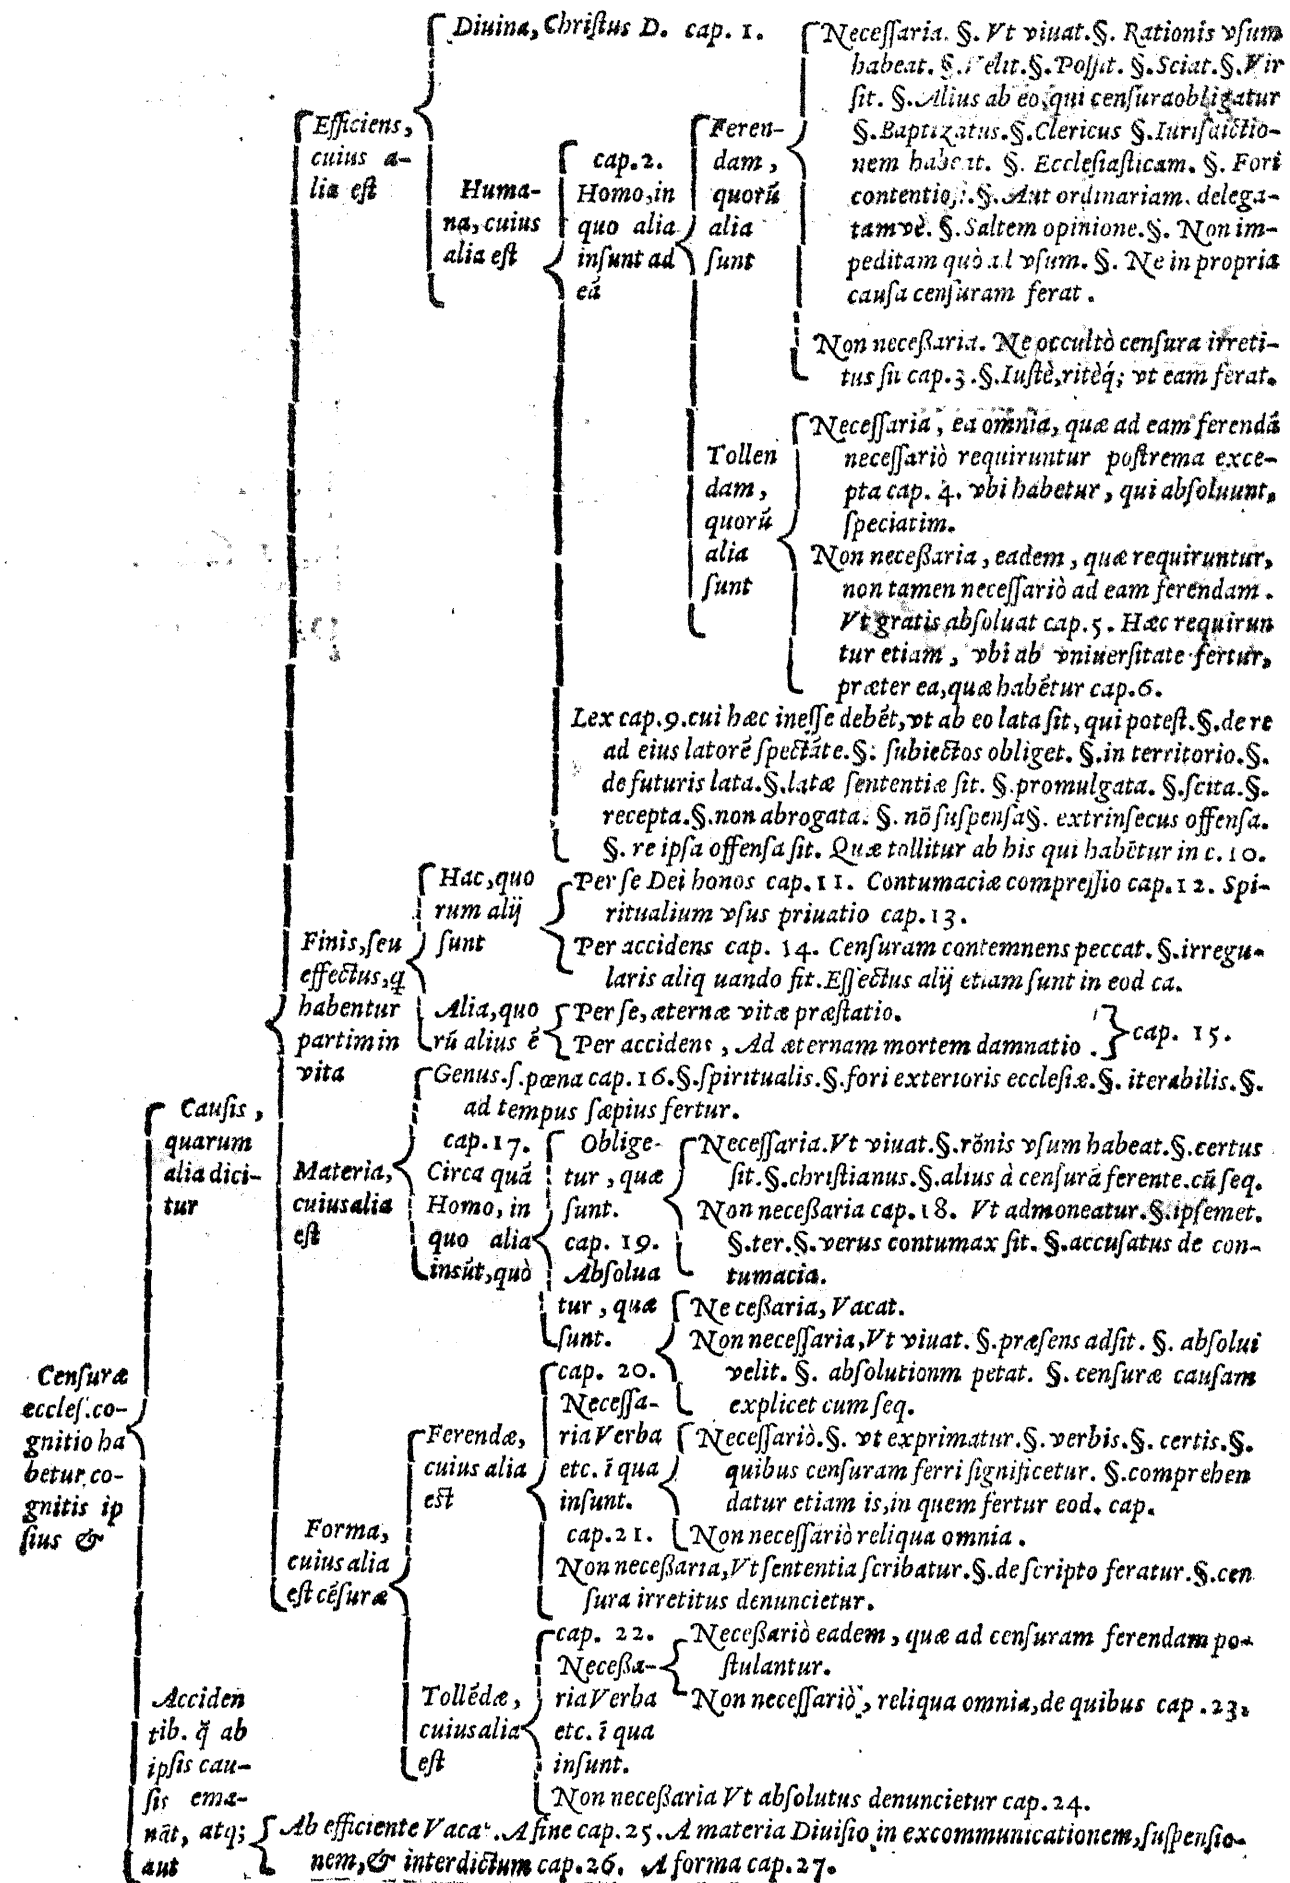 Diuina, Chriſtus D. cap. 1.
Efficiens,
cuius a-
lia eſt
Huma-
na, cuius
alia eſt
cap. 2.
Homo, in
quo alia
inſunt ad
eã
Feren-
dam,
quorũ
alia
ſunt
Neceſſaria. §. Vt viuat. §. Rationis vſum
habeat. §. Velit. §. Poſſit. §. Sciat. §. Vir
ſit. §. Alius ab eo, qui cenſura obligatur
§. Baptizatus. §. Clericus §. Iuriſdictio-
nem habeat. §. Eccleſiaſticam. §. Fori
contentioſ. §. Aut ordinariam, delega-
tam vè. §. Saltem opinione. §. Non im-
peditam quò ad vſum. §. Ne in propria
cauſa cenſuram ferat.
Non neceßaria. Ne occultò cenſura irreti-
tus ſit cap. 3. §. Iuſtè, ritèq́; vt eam ferat.
Tollen
dam,
quorũ
alia
ſunt
Neceſſaria, ea omnia, quæ ad eam ferendã
neceſſariò requiruntur poſtrema exce-
pta cap. 4. vbi habetur, qui abſoluunt,
ſpeciatim.
Non neceßaria, eadem, quæ requiruntur,
non tamen neceſſariò ad eam ferendam.
Vt gratis abſoluat cap. 5. Hæc requirun
tur etiam, vbi ab vniuerſitate fertur,
præter ea, quæ habẽtur cap. 6.
Lex cap. 9. cui hæc ineſſe debẽt, vt ab eo lata ſit, qui poteſt. §. de re
ad eius latorẽ ſpectãte. §. ſubiectos obliget. §. in territorio. §.
de futuris lata. §. latæ ſententiæ ſit. §. promulgata. §. ſcita. §.
recepta. §. non abrogata. §. nõ ſuſpenſa §. extrinſecus offenſa.
§. re ipſa offenſa ſit. Quæ tollitur ab his qui habẽtur in c. 10.
Finis, ſeu
effectus, q
habentur
partim in
vita
Hac, quo
rum alij
ſunt
Per ſe Dei honos cap. 11. Contumaciæ compreſſio cap. 12. Spi-
ritualium vſus priuatio cap. 13.
Per accidens cap. 14. Cenſuram contemnens peccat. §. irregu-
laris aliq uando fit. Effectus alij etiam ſunt in eod ca.
Alia, quo
rũ alius ẽ
Per ſe, æternæ vitæ præſtatio.
Per accidens, Ad æternam mortem damnatio.
cap. 15.
Cauſis,
quarum
alia dici-
tur
Materia,
cuius alia
eſt
Genus. ſ. pœna cap. 16. §. ſpiritualis. §. fori exterioris eccleſiæ. §. iterabilis. §.
ad tempus ſæpius fertur.
cap. 17.
Circa quã
Homo, in
quo alia
inſũt, quò
Oblige-
tur, quæ
ſunt.
cap. 19.
Abſolua
tur, quæ
ſunt.
Neceſſaria. Vt viuat. §. rõnis vſum habeat. §. certus
ſit. §. chriſtianus. §. alius à cenſurã ferente. cũ ſeq.
Non neceßaria cap. 18. Vt admoneatur. §. ipſemet.
§. ter. §. verus contumax ſit. §. accuſatus de con-
tumacia.
Ne ceßaria, Vacat.
Non neceſſaria, Vt viuat. §. præſens adſit. §. abſolui
velit. §. abſolutionm petat. §. cenſuræ cauſam
explicet cum ſeq.
Cenſuræ
eccleſ. co-
gnitio ha
betur, co-
gnitis ip
ſius &
Forma,
cuius alia
eſt cẽſuræ
Ferendæ,
cuius alia
eſt
cap. 20.
Neceſſa-
ria Verba
etc. ĩ qua
inſunt.
cap. 21.
Neceſſariò. §. vt exprimatur. §. verbis. §. certis. §.
quibus cenſuram ferri ſignificetur. §. comprehen
datur etiam is, in quem fertur eod. cap.
Non neceſſariò reliqua omnia.
Non neceßaria, Vt ſententia ſcribatur. §. de ſcripto feratur. §. cen
ſura irretitus denuncietur.
Tollẽdæ,
cuius alia
eſt
cap. 22.
Neceßa-
ria Verba
etc. ĩ qua
inſunt.
Neceßariò eadem, quæ ad cenſuram ferendam po-
ſtulantur.
Non neceſſariò, reliqua omnia, de quibus cap. 23.
Non neceßaria Vt abſolutus denuncietur cap. 24.
Acciden
tib. q̃ ab
ipſis cau-
ſis ema-
nãt, atq;
aut
Ab efficiente Vacat. A fine cap. 25. A materia Diuiſio in excommunicationem, ſuſpenſio-
nem, & interdictum cap. 26. A forma cap. 27.